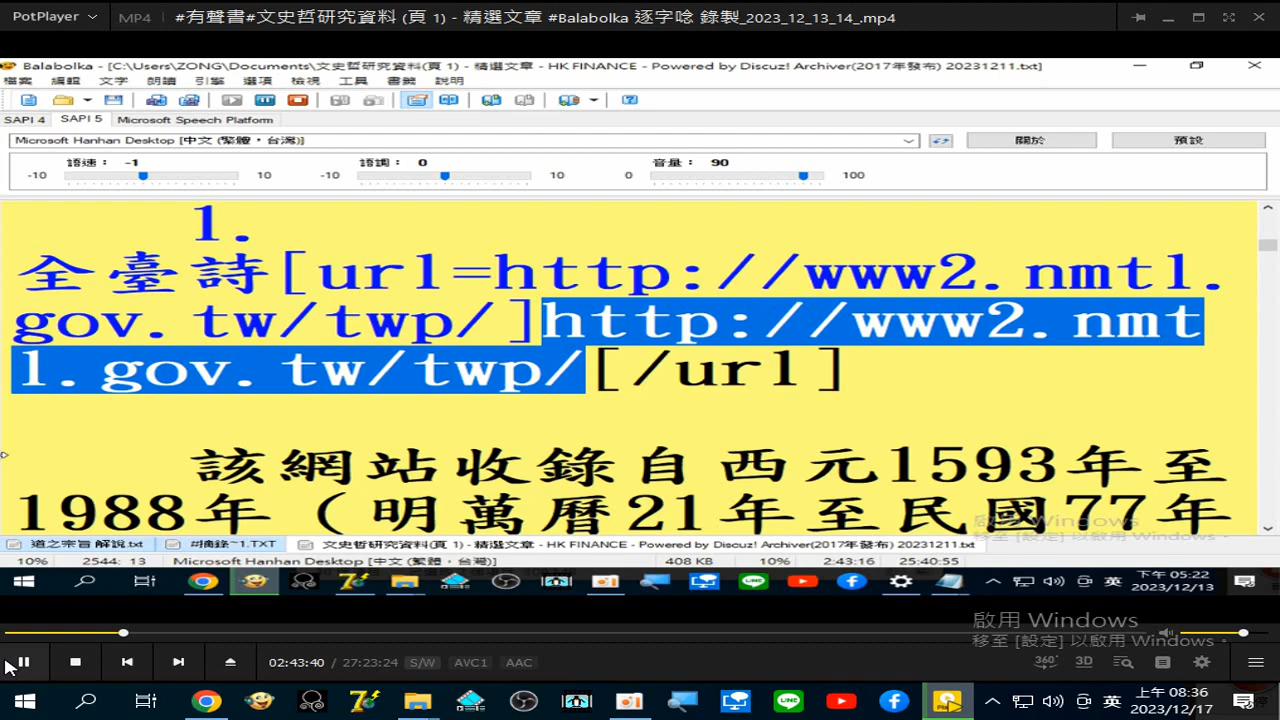 PotPlayer
MP4
#有聲書#文史哲研究資料 (頁 1) - 精選文章 #Balabolka 逐字唸 錄製_2023_12_13_14_.mp4
Balabolka - [C:\Users\ZONG\Documents\文史哲研究資料(頁 1) - 精選文章 - HK FINANCE - Powered by Discuz! Archiver(2017年發布) 20231211.txt]
檔案 編輯 文字 朗讀 引擎 選項 檢視 工具 書籤 說明
SAPI 4 SAPI 5 Microsoft Speech Platform
Microsoft Hanhan Desktop [中文 (繁體，台灣)]
關於
預設
語速： -1
語調： 0
音量： 90
-10 10 -10 10 0 100
1.
全臺詩[url=http://www2.nmtl.
gov.tw/twp/]http://www2.nmt
l.gov.tw/twp/[/url]
該網站收錄自西元1593年至
1988年（明萬曆21年至民國77年
啟用 Windows
移至 [設定] 以啟用 Windows。
道之宗旨 解說.txt
#摘錄~1.TXT
文史哲研究資料(頁 1) - 精選文章 - HK FINANCE - Powered by Discuz! Archiver(2017年發布) 20231211.txt
10% 2544: 13 Microsoft Hanhan Desktop [中文 (繁體，台灣)] 408 KB 10% 2:43:16 25:40:55
英
下午 05:22
2023/12/13
啟用 Windows
移至 [設定] 以啟用 Windows。
02:43:40 / 27:23:24 S/W AVC1 AAC
360° 3D
英
上午 08:36
2023/12/17